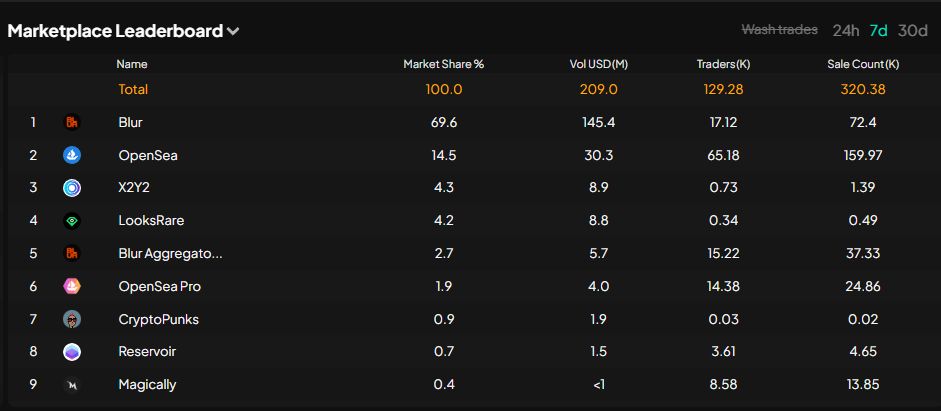 Marketplace Leaderboard
Wash trades 24h 7d 30d
Name Market Share % Vol USD(M) Traders(K) Sale Count(K)
Total 100.0 209.0 129.28 320.38
1 Blur 69.6 145.4 17.12 72.4
2 OpenSea 14.5 30.3 65.18 159.97
3 X2Y2 4.3 8.9 0.73 1.39
4 LooksRare 4.2 8.8 0.34 0.49
5 Blur Aggregato... 2.7 5.7 15.22 37.33
6 OpenSea Pro 1.9 4.0 14.38 24.86
7 CryptoPunks 0.9 1.9 0.03 0.02
8 Reservoir 0.7 1.5 3.61 4.65
9 Magically 0.4 <1 8.58 13.85